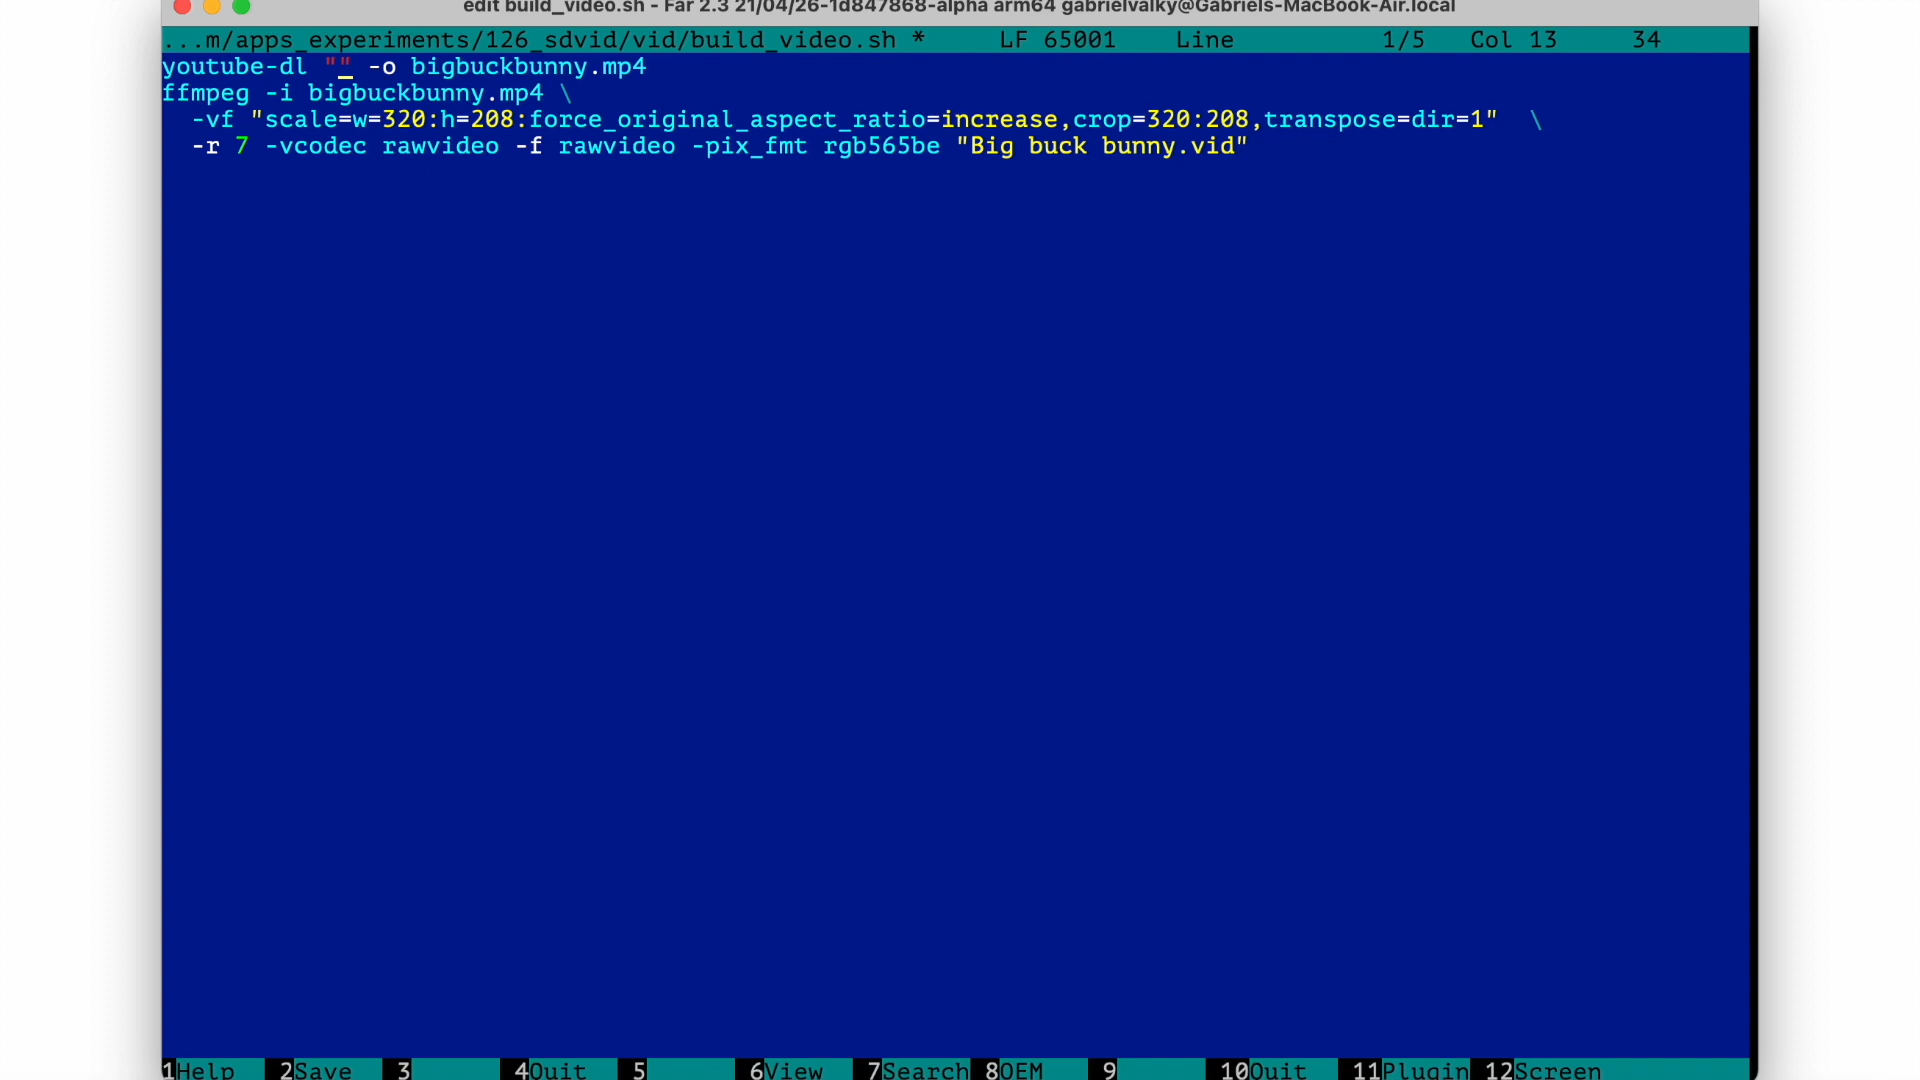 edit build_video.sh - Far 2.3 21/04/26-1d847868-alpha arm64 gabrielvalky@Gabriels-MacBook-Air.local
...m/apps_experiments/126_sdvid/vid/build_video.sh * LF 65001 Line 1/5 Col 13 34
youtube-dl "" -o bigbuckbunny.mp4
ffmpeg -i bigbuckbunny.mp4 \
-vf "scale=w=320:h=208:force_original_aspect_ratio=increase,crop=320:208,transpose=dir=1" \
-r 7 -vcodec rawvideo -f rawvideo -pix_fmt rgb565be "Big buck bunny.vid"
1Help 2Save 3 4Quit 5 6View 7Search 8OEM 9 10Quit 11Plugin 12Screen